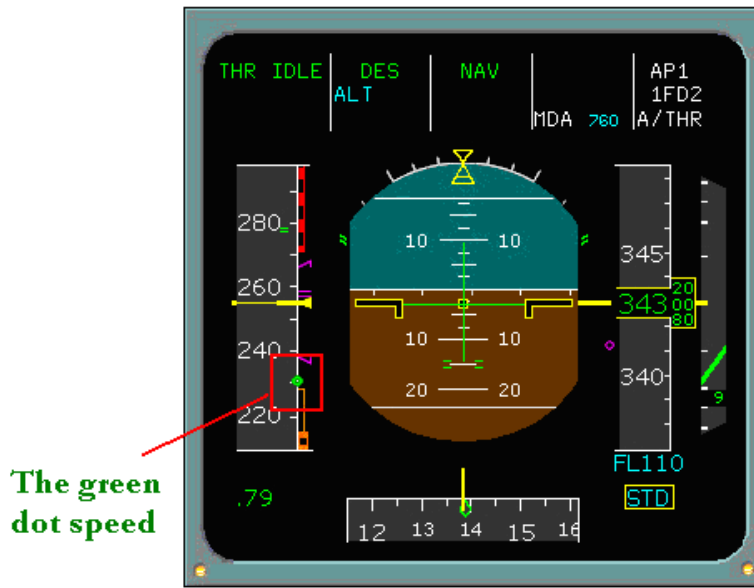 THR IDLE DES NAV AP1
ALT 1FD2
MDA 760 A/THR
280
260
240
220
10 10
10 10
20 20
345
343
20
00
80
340
9
FL110
STD
.79
12 13 14 15 16
The green
dot speed